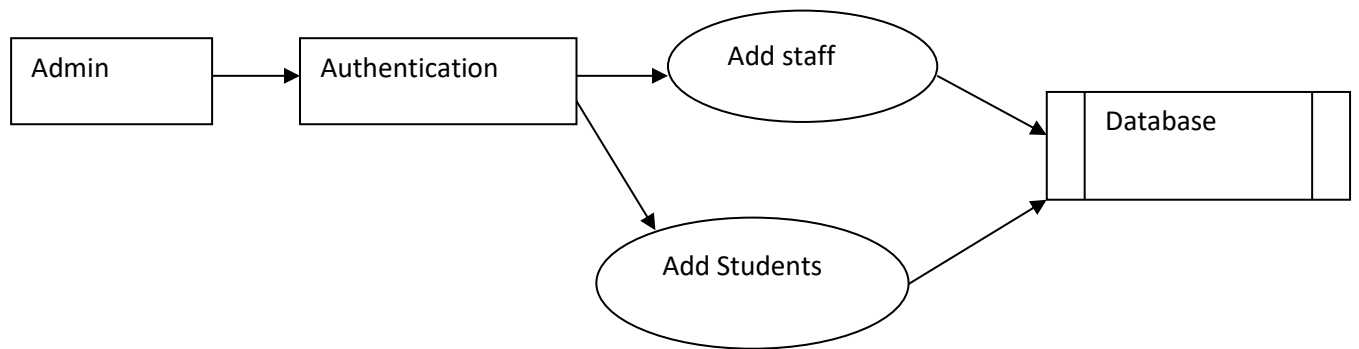 Admin
Authentication
Add staff
Database
Add Students